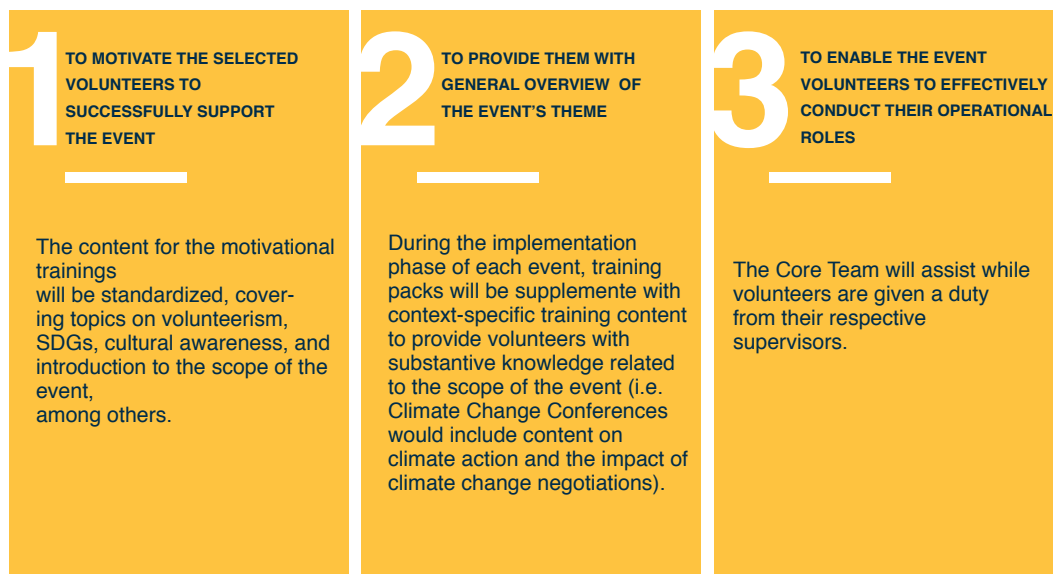 1
TO MOTIVATE THE SELECTED
VOLUNTEERS TO
SUCCESSFULLY SUPPORT
THE EVENT
The content for the motivational
trainings
will be standardized, cover-
ing topics on volunteerism,
SDGs, cultural awareness, and
introduction to the scope of the
event,
among others.
2
TO PROVIDE THEM WITH
GENERAL OVERVIEW OF
THE EVENT'S THEME
During the implementation
phase of each event, training
packs will be supplemente with
context-specific training content
to provide volunteers with
substantive knowledge related
to the scope of the event (i.e.
Climate Change Conferences
would include content on
climate action and the impact of
climate change negotiations).
3
TO ENABLE THE EVENT
VOLUNTEERS TO EFFECTIVELY
CONDUCT THEIR OPERATIONAL
ROLES
The Core Team will assist while
volunteers are given a duty
from their respective
supervisors.